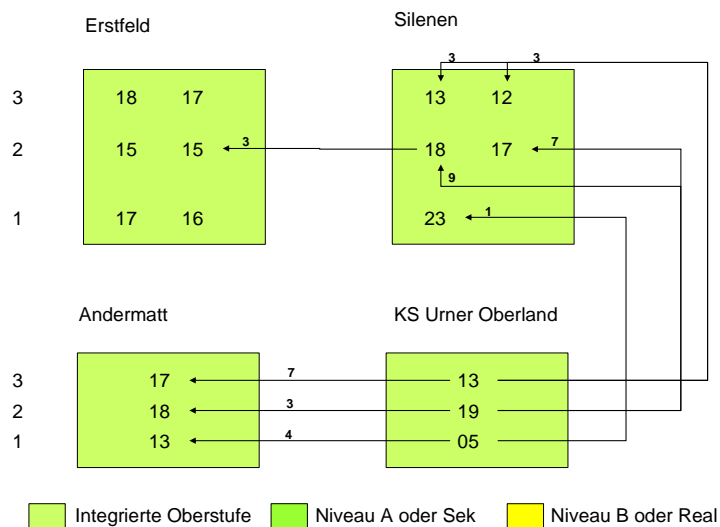 Erstfeld Silenen
3 3
3 18 17 13 12
2 15 15 3 18 17 7
9
1 17 16 23 1
Andermatt KS Urner Oberland
3 17 7 13
2 18 3 19
1 13 4 05
Integrierte Oberstufe Niveau A oder Sek Niveau B oder Real